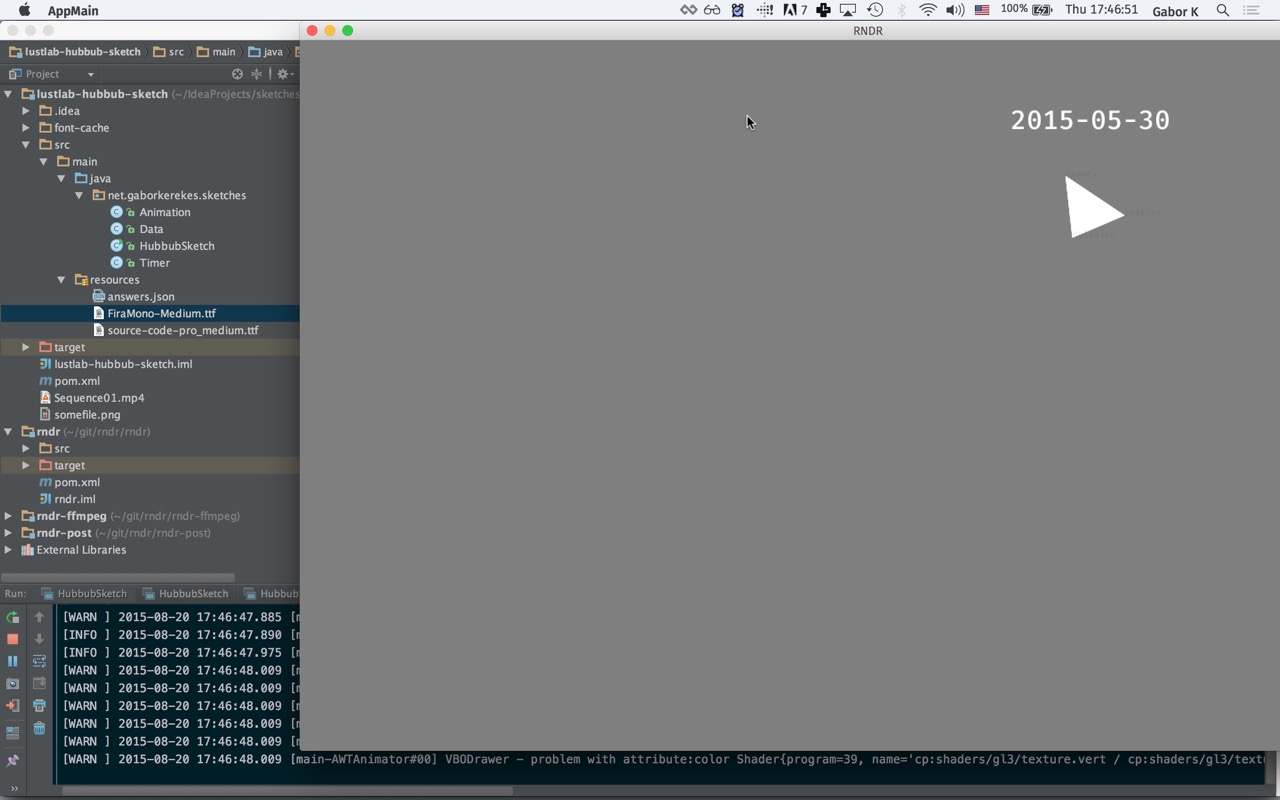 AppMain
7
100%
Thu 17:46:51
Gabor K
RNDR
lustlab-hubbub-sketch
src
main
java
Project
lustlab-hubbub-sketch (~/IdeaProjects/sketches
.idea
font-cache
src
main
java
net.gaborkerekes.sketches
Animation
Data
HubbubSketch
Timer
resources
answers.json
FiraMono-Medium.ttf
source-code-pro_medium.ttf
target
lustlab-hubbub-sketch.iml
pom.xml
Sequence01.mp4
somefile.png
rndr (~/git/rndr/rndr)
src
target
pom.xml
rndr.iml
rndr-ffmpeg (~/git/rndr/rndr-ffmpeg)
rndr-post (~/git/rndr/rndr-post)
External Libraries
2015-05-30
Run:
HubbubSketch
HubbubSketch
Hubbub
[WARN ] 2015-08-20 17:46:47.885 [m
[INFO ] 2015-08-20 17:46:47.890 [m
[INFO ] 2015-08-20 17:46:47.975 [m
[WARN ] 2015-08-20 17:46:48.009 [m
[WARN ] 2015-08-20 17:46:48.009 [m
[WARN ] 2015-08-20 17:46:48.009 [m
[WARN ] 2015-08-20 17:46:48.009 [m
[WARN ] 2015-08-20 17:46:48.009 [m
[WARN ] 2015-08-20 17:46:48.009 [main-AWTAnimator#00] VBODrawer - problem with attribute:color Shader{program=39, name='cp:shaders/gl3/texture.vert / cp:shaders/gl3/textu